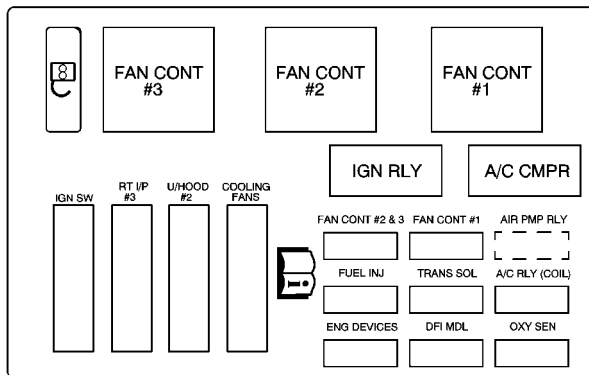 8
FAN CONT
#3
FAN CONT
#2
FAN CONT
#1
IGN RLY
A/C CMPR
IGN SW
RT I/P
#3
U/HOOD
#2
COOLING
FANS
FAN CONT #2 & 3
FAN CONT #1
AIR PMP RLY
FUEL INJ
TRANS SOL
A/C RLY (COIL)
ENG DEVICES
DFI MDL
OXY SEN